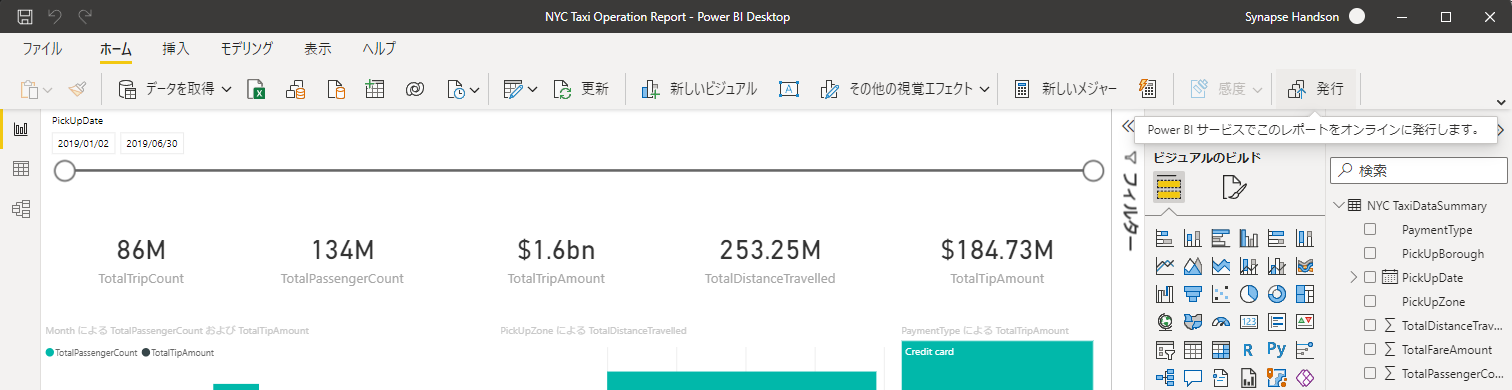 NYC Taxi Operation Report - Power BI Desktop
Synapse Handson
ファイル ホーム 挿入 モデリング 表示 ヘルプ
データを取得 更新 新しいビジュアル その他の視覚エフェクト 新しいメジャー 感度 発行
Power BI サービスでこのレポートをオンラインに発行します。
PickUpDate
2019/01/02 2019/06/30
86M
TotalTripCount
134M
TotalPassengerCount
$1.6bn
TotalTripAmount
253.25M
TotalDistanceTravelled
$184.73M
TotalTipAmount
Month による TotalPassengerCount および TotalTipAmount
TotalPassengerCount TotalTipAmount
PickUpZone による TotalDistanceTravelled
PaymentType による TotalTripAmount
Credit card
フィルター
ビジュアルのビルド
123
R Py
検索
NYC TaxiDataSummary
PaymentType
PickUpBorough
PickUpDate
PickUpZone
TotalDistanceTrav...
TotalFareAmount
TotalPassengerCo...